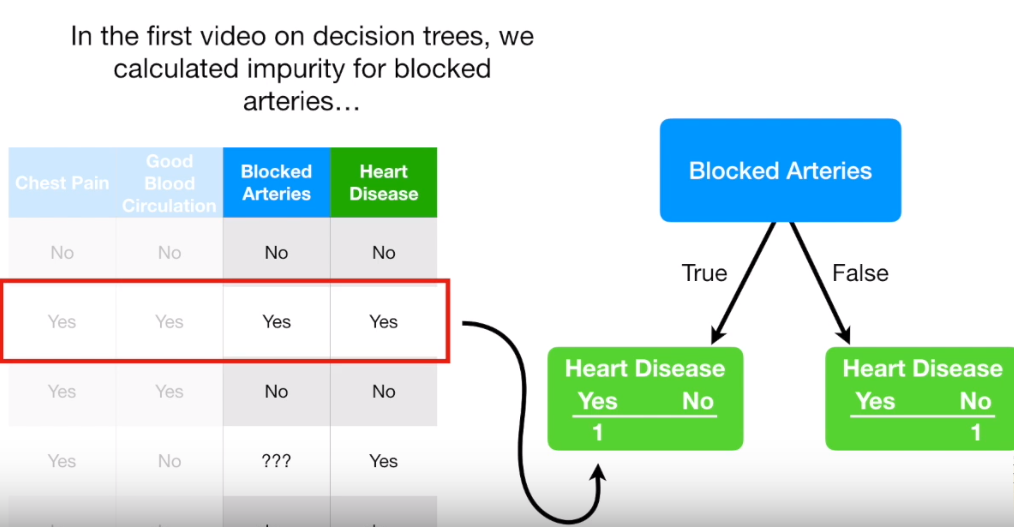 In the first video on decision trees, we
calculated impurity for blocked
arteries…
Chest Pain Good Blood Circulation Blocked Arteries Heart Disease
No No No No
Yes Yes Yes Yes
Yes Yes No No
Yes No ??? Yes
Blocked Arteries
True False
Heart Disease
Yes No
1
Heart Disease
Yes No
1